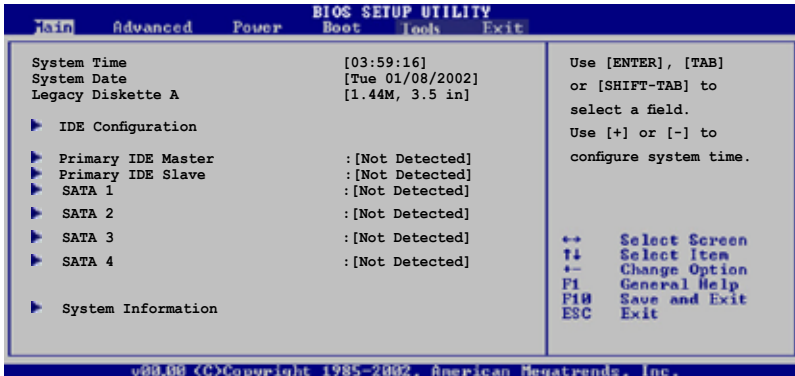 BIOS SETUP UTILITY
Main Advanced Power Boot Tools Exit
System Time [03:59:16]
System Date [Tue 01/08/2002]
Legacy Diskette A [1.44M, 3.5 in]
IDE Configuration
Primary IDE Master :[Not Detected]
Primary IDE Slave :[Not Detected]
SATA 1 :[Not Detected]
SATA 2 :[Not Detected]
SATA 3 :[Not Detected]
SATA 4 :[Not Detected]
System Information
Use [ENTER], [TAB]
or [SHIFT-TAB] to
select a field.
Use [+] or [-] to
configure system time.
↔ Select Screen
↑↓ Select Item
+- Change Option
F1 General Help
F10 Save and Exit
ESC Exit
v00.00 (C)Copyright 1985-2002, American Megatrends, Inc.